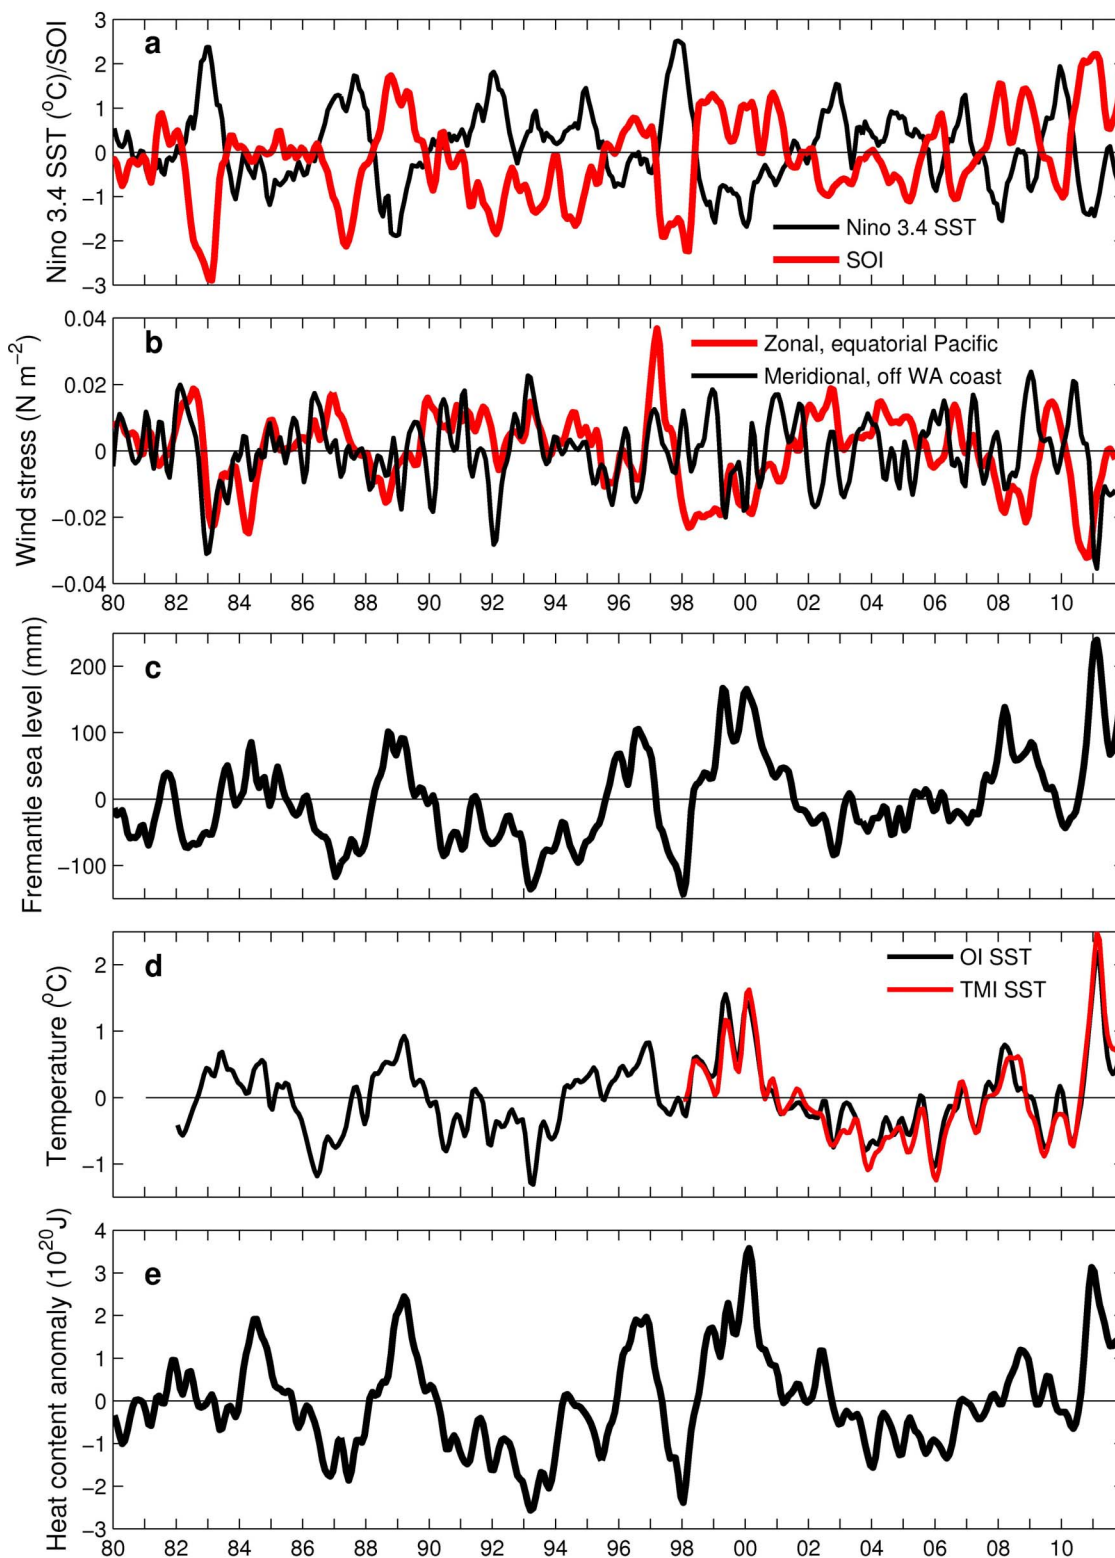 a
Nino 3.4 SST (°C)/SOI
3
2
1
0
−1
−2
−3
Nino 3.4 SST
SOI
b
Wind stress (N m−2)
0.04
0.02
0
−0.02
−0.04
Zonal, equatorial Pacific
Meridional, off WA coast
80 82 84 86 88 90 92 94 96 98 00 02 04 06 08 10
c
Fremantle sea level (mm)
200
100
0
−100
d
Temperature (°C)
2
1
0
−1
OI SST
TMI SST
e
Heat content anomaly (10²⁰J)
4
3
2
1
0
−1
−2
−3
80 82 84 86 88 90 92 94 96 98 00 02 04 06 08 10